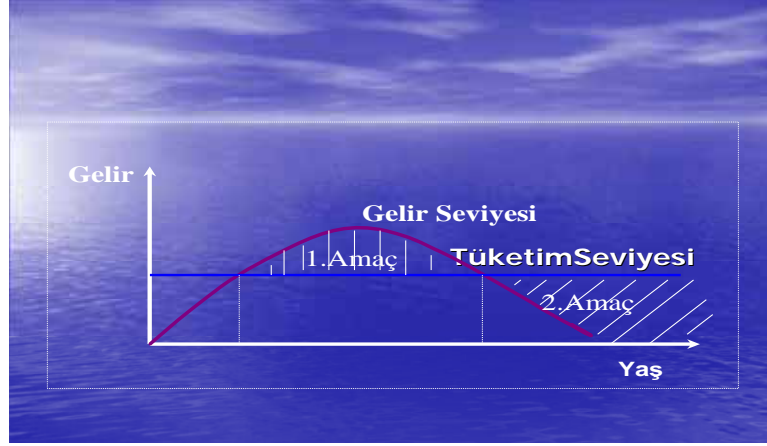 Gelir
Gelir Seviyesi
TüketimSeviyesi
1.Amaç
2.Amaç
Yaş